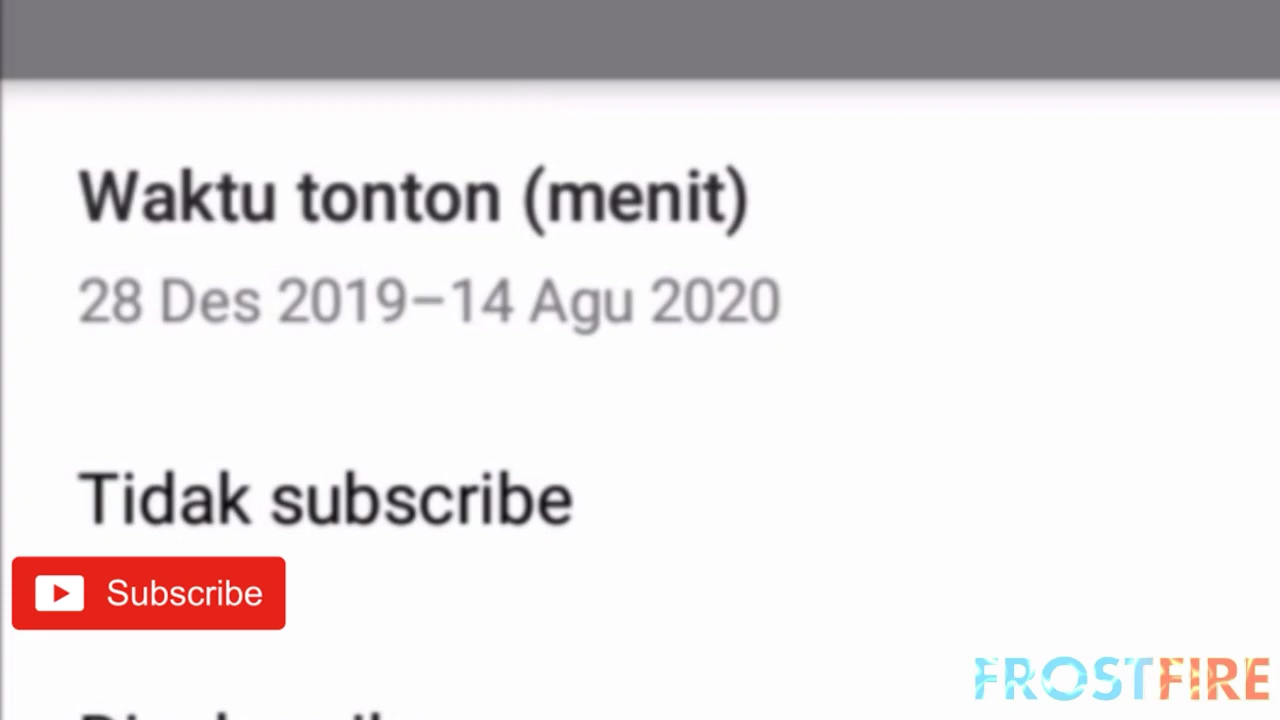 Waktu tonton (menit)
28 Des 2019–14 Agu 2020
Tidak subscribe
Subscribe
FROSTFIRE